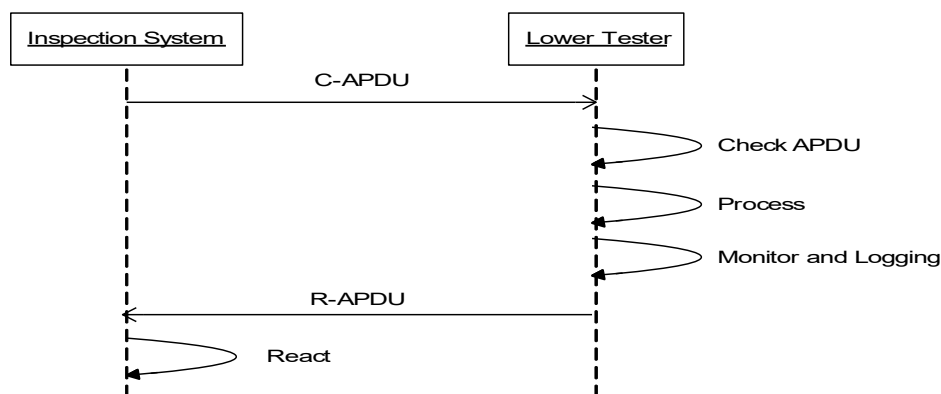 Inspection System
Lower Tester
C-APDU
Check APDU
Process
Monitor and Logging
R-APDU
React